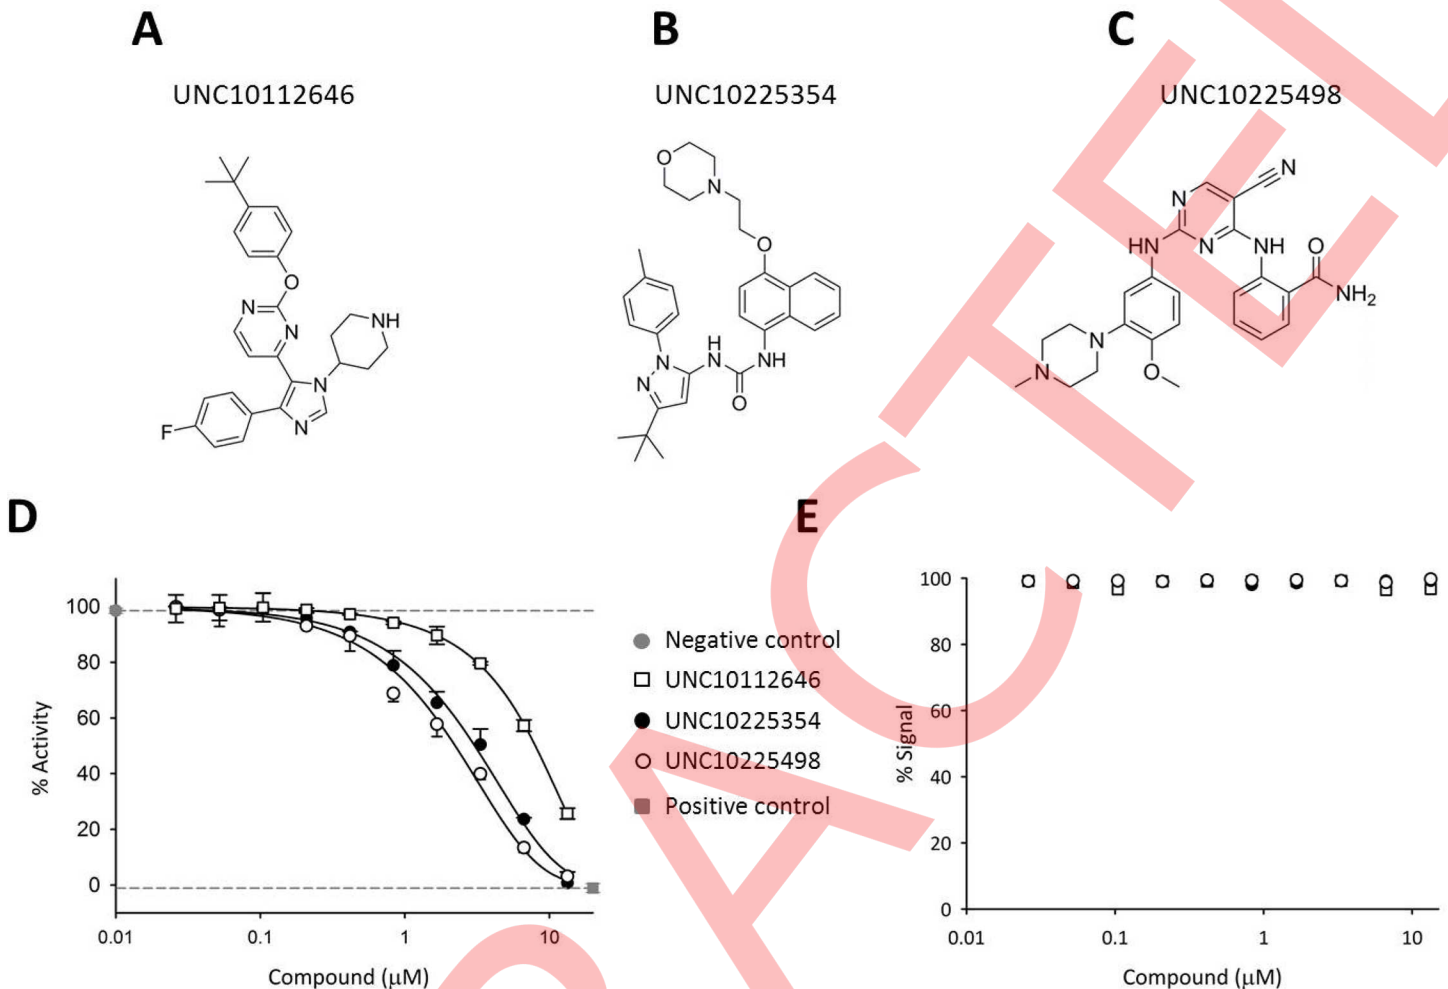 A
B
C
UNC10112646
UNC10225354
UNC10225498
O
N
N
NH
N
N
F
O
N
O
N
N
H
N
NH
O
N
N
N
HN
N
NH
O
NH2
N
N
O
D
E
100
80
60
40
20
0
% Activity
0.01
0.1
1
10
Compound (μM)
Negative control
UNC10112646
UNC10225354
UNC10225498
Positive control
100
80
60
40
20
0
% Signal
0.01
0.1
1
10
Compound (μM)